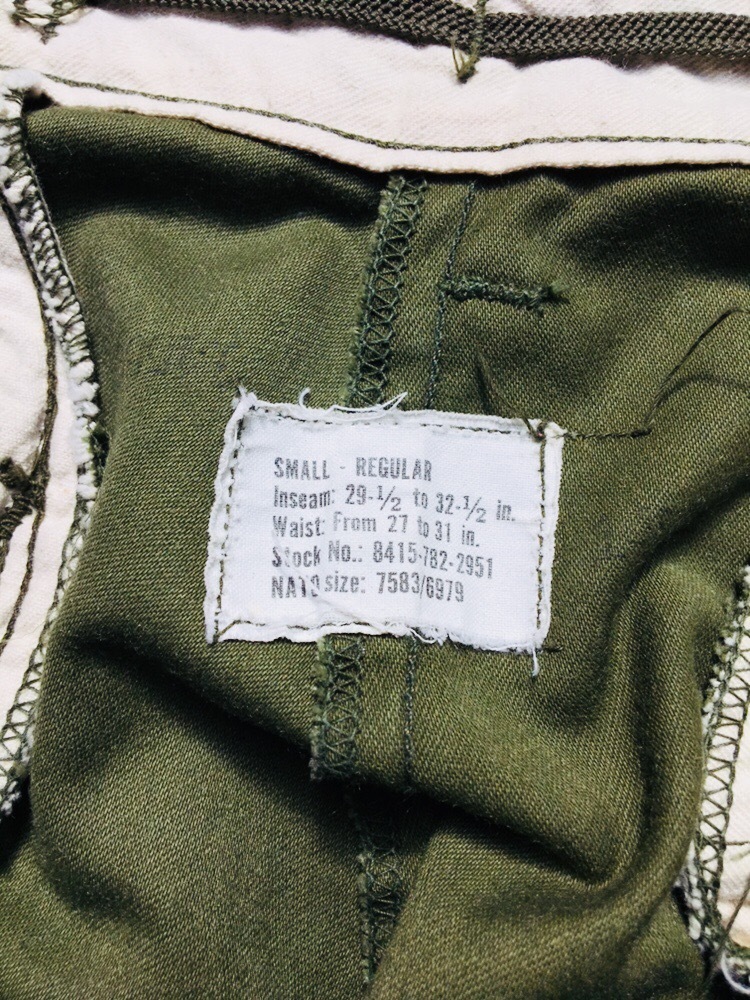 SMALL - REGULAR
Inseam: 29-1/2 to 32-1/2 in.
Waist: From 27 to 31 in.
Stock No.: 8415-782-2951
NATO size: 7583/6979